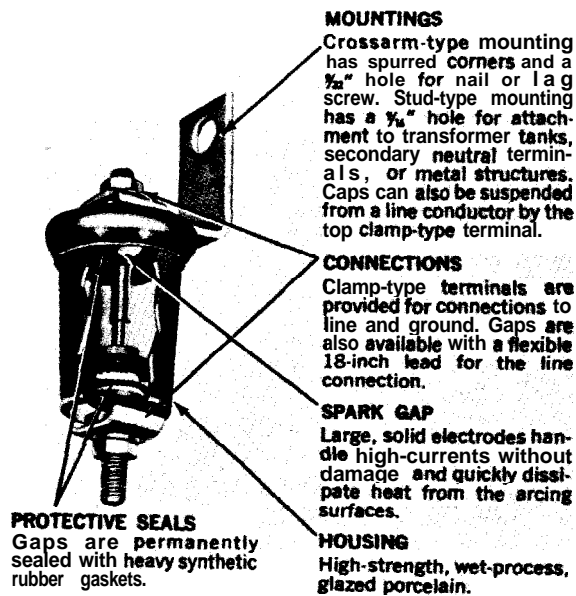 MOUNTINGS
Crossarm-type mounting
has spurred corners and a
⁹⁄₃₂" hole for nail or lag
screw. Stud-type mounting
has a hole for attach-
ment to transformer tanks,
secondary neutral termin-
als, or metal structures.
Caps can also be suspended
from a line conductor by the
top clamp-type terminal.
CONNECTIONS
Clamp-type terminals are
provided for connections to
line and ground. Gaps are
also available with a flexible
18-inch lead for the line
connection.
SPARK GAP
Large, solid electrodes han-
dle high-currents without
damage and quickly dissi-
pate heat from the arcing
surfaces.
HOUSING
High-strength, wet-process,
glazed porcelain.
PROTECTIVE SEALS
Gaps are permanently
sealed with heavy synthetic
rubber gaskets.